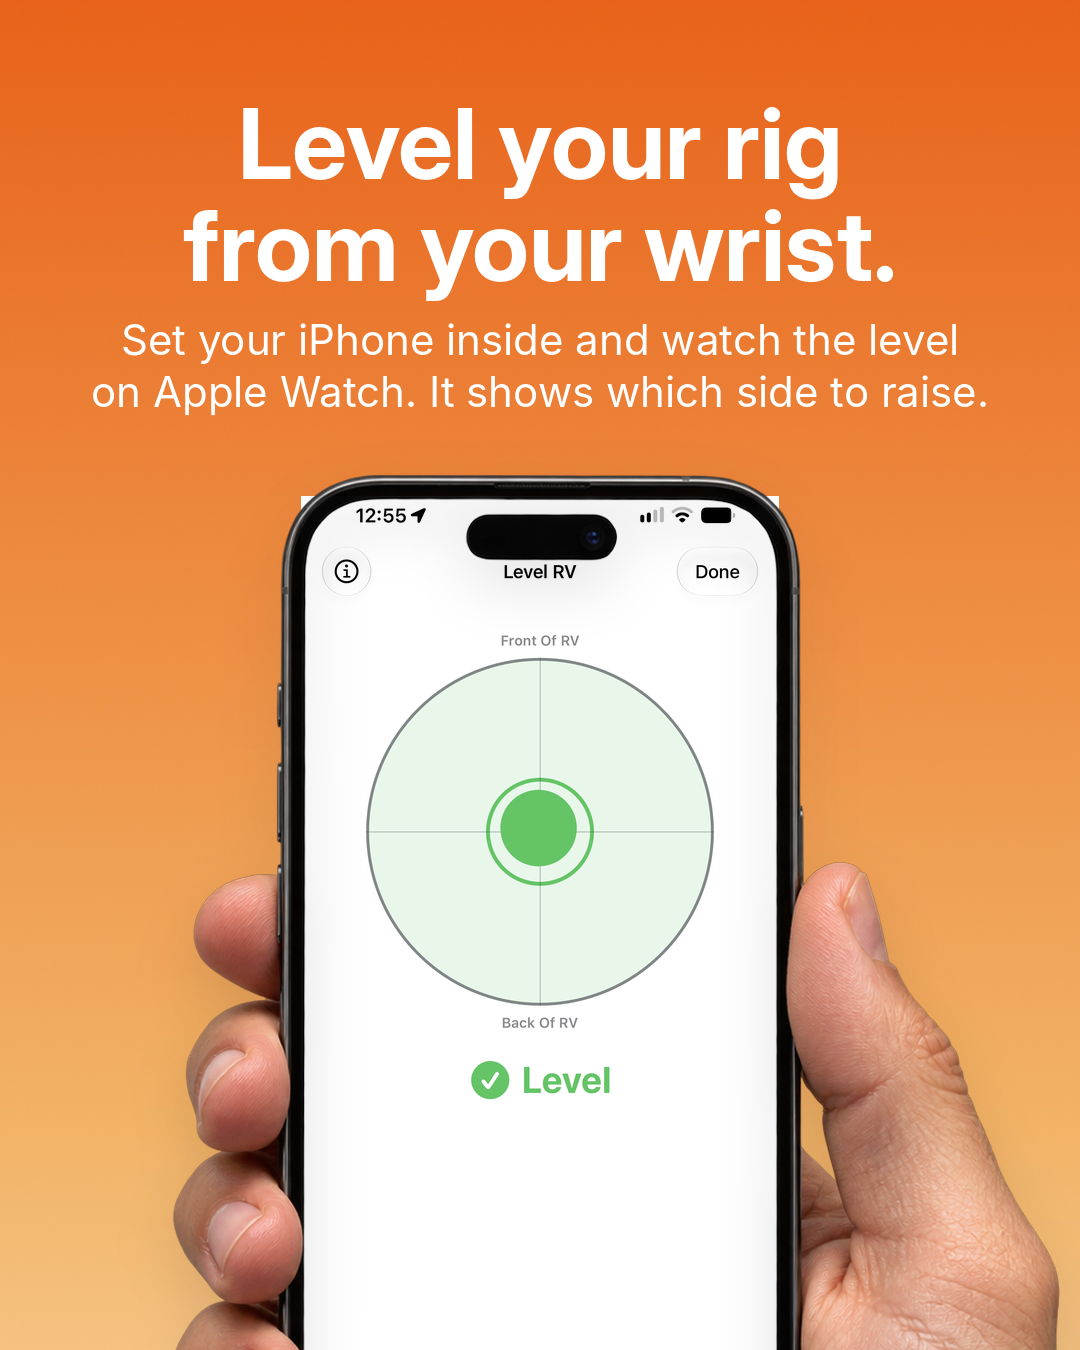 Level your rig
from your wrist.
Set your iPhone inside and watch the level
on Apple Watch. It shows which side to raise.
12:55
Level RV
Done
Front Of RV
Back Of RV
Level